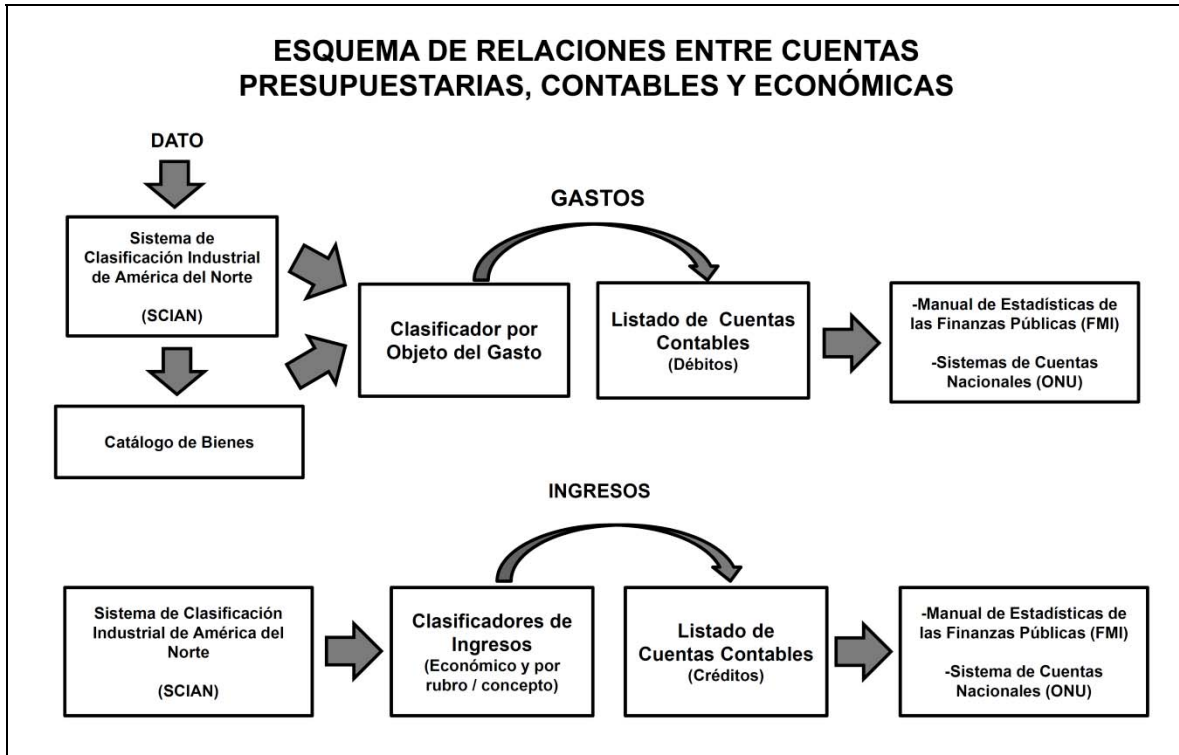 ESQUEMA DE RELACIONES ENTRE CUENTAS
PRESUPUESTARIAS, CONTABLES Y ECONÓMICAS
DATO
GASTOS
Sistema de
Clasificación Industrial
de América del Norte
(SCIAN)
Catálogo de Bienes
Clasificador por
Objeto del Gasto
Listado de Cuentas
Contables
(Débitos)
-Manual de Estadísticas de
las Finanzas Públicas (FMI)
-Sistemas de Cuentas
Nacionales (ONU)
INGRESOS
Sistema de Clasificación
Industrial de América del
Norte
(SCIAN)
Clasificadores de
Ingresos
(Económico y por
rubro / concepto)
Listado de
Cuentas Contables
(Créditos)
-Manual de Estadísticas de
las Finanzas Públicas (FMI)
-Sistema de Cuentas
Nacionales (ONU)